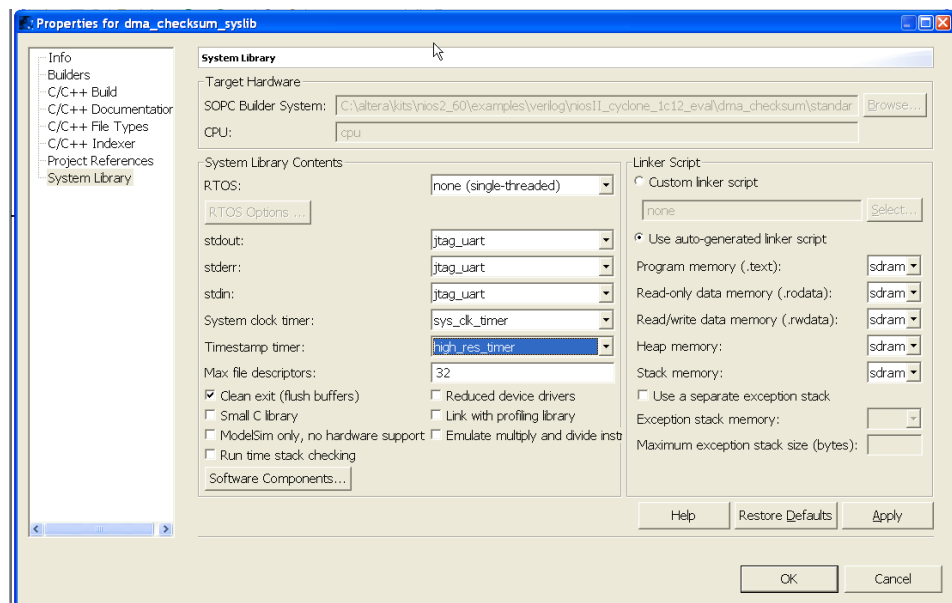 Properties for dma_checksum_syslib
Info
Builders
C/C++ Build
C/C++ Documentatior
C/C++ File Types
C/C++ Indexer
Project References
System Library
System Library
Target Hardware
SOPC Builder System: C:\altera\kits\nios2_60\examples\verilog\niosII_cyclone_1c12_eval\dma_checksum\standar Browse...
CPU: cpu
System Library Contents
RTOS: none (single-threaded)
RTOS Options ...
stdout: jtag_uart
stderr: jtag_uart
stdin: jtag_uart
System clock timer: sys_clk_timer
Timestamp timer: high_res_timer
Max file descriptors: 32
Clean exit (flush buffers) Reduced device drivers
Small C library Link with profiling library
ModelSim only, no hardware support Emulate multiply and divide instr
Run time stack checking
Software Components...
Linker Script
Custom linker script
none Select...
Use auto-generated linker script
Program memory (.text): sdram
Read-only data memory (.rodata): sdram
Read/write data memory (.rwdata): sdram
Heap memory: sdram
Stack memory: sdram
Use a separate exception stack
Exception stack memory:
Maximum exception stack size (bytes):
Help Restore Defaults Apply
OK Cancel